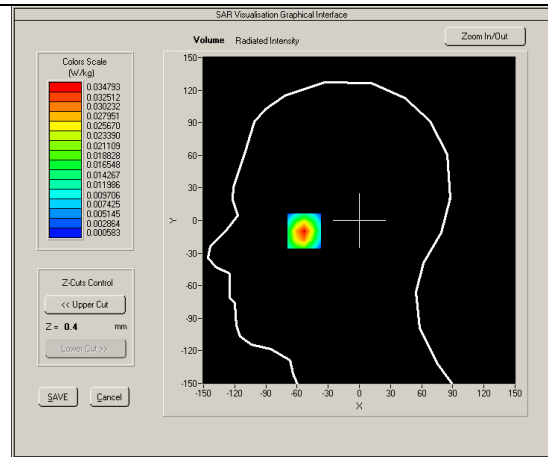 SAR Visualisation Graphical Interface
Volume Radiated Intensity
Zoom In/Out
Colors Scale
(W/kg)
0.034793
0.032512
0.030232
0.027951
0.025670
0.023390
0.021109
0.018828
0.016548
0.014267
0.011986
0.009706
0.007425
0.005145
0.002864
0.000583
Z-Cuts Control
<< Upper Cut
Z = 0.4 mm
Lower Cut >>
SAVE Cancel
150
120
90
60
30
0
-30
-60
-90
-120
-150
Y
-150 -120 -90 -60 -30 0 30 60 90 120 150
X